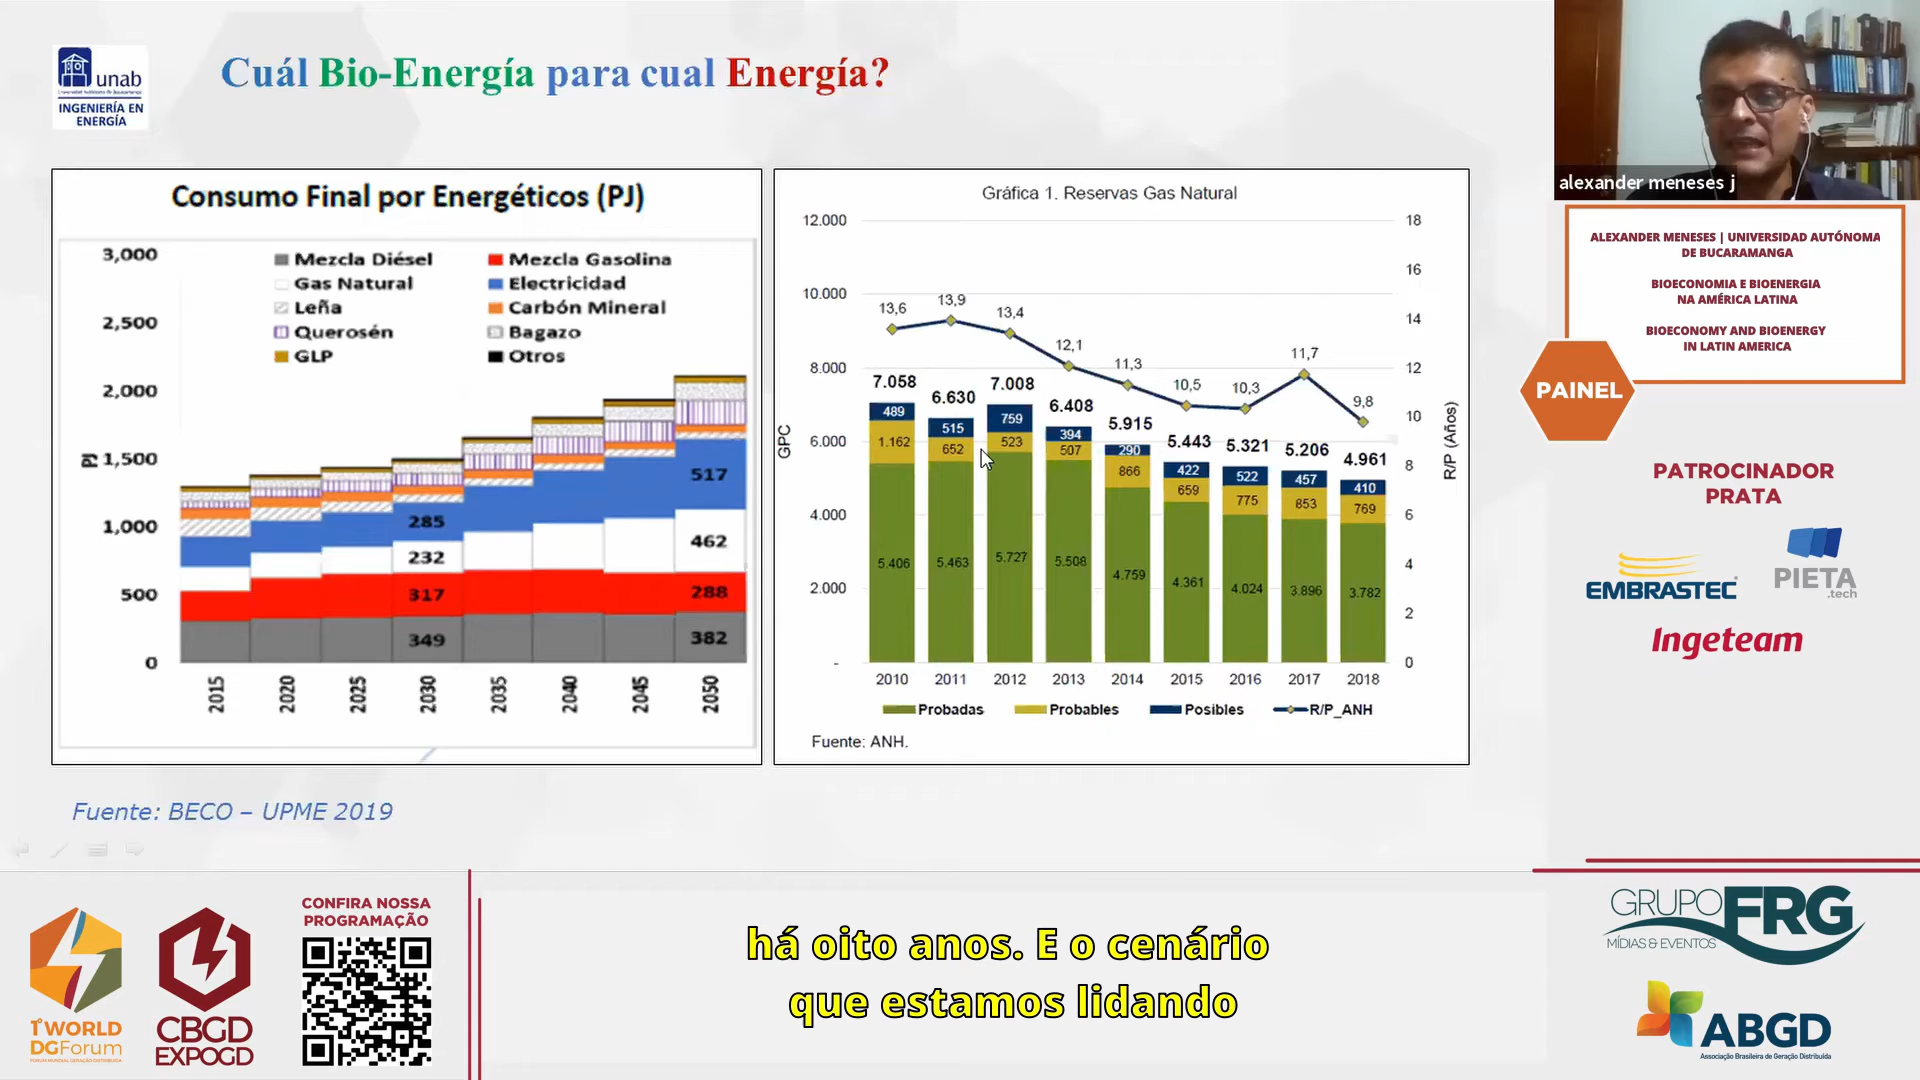 unab
INGENIERÍA EN
ENERGÍA
Cuál Bio-Energía para cual Energía?
Consumo Final por Energéticos (PJ)
3,000
2,500
2,000
1,500
1,000
500
0
PJ
Mezcla Diésel
Mezcla Gasolina
Gas Natural
Electricidad
Leña
Carbón Mineral
Querosén
Bagazo
GLP
Otros
285
232
317
349
517
462
288
382
2015
2020
2025
2030
2035
2040
2045
2050
Fuente: BECO – UPME 2019
Gráfica 1. Reservas Gas Natural
12.000
10.000
8.000
6.000
4.000
2.000
-
GPC
18
16
14
12
10
8
6
4
2
0
R/P (Años)
13,6
13,9
13,4
12,1
11,3
10,5
10,3
11,7
9,8
7.058
6.630
7.008
6.408
5.915
5.443
5.321
5.206
4.961
489
515
759
394
290
422
522
457
410
1.162
652
523
507
866
659
775
853
769
5.406
5.463
5.727
5.508
4.759
4.361
4.024
3.896
3.782
2010
2011
2012
2013
2014
2015
2016
2017
2018
Probadas
Probables
Posibles
R/P_ANH
Fuente: ANH.
alexander meneses j
ALEXANDER MENESES | UNIVERSIDAD AUTÓNOMA
DE BUCARAMANGA
BIOECONOMIA E BIOENERGIA
NA AMÉRICA LATINA
BIOECONOMY AND BIOENERGY
IN LATIN AMERICA
PAINEL
PATROCINADOR
PRATA
EMBRASTEC
PIETA
.tech
Ingeteam
1º WORLD
DGForum
FÓRUM MUNDIAL GERAÇÃO DISTRIBUÍDA
CBGD
EXPOGD
CONFIRA NOSSA
PROGRAMAÇÃO
há oito anos. E o cenário
que estamos lidando
GRUPO FRG
MÍDIAS & EVENTOS
ABGD
Associação Brasileira de Geração Distribuída